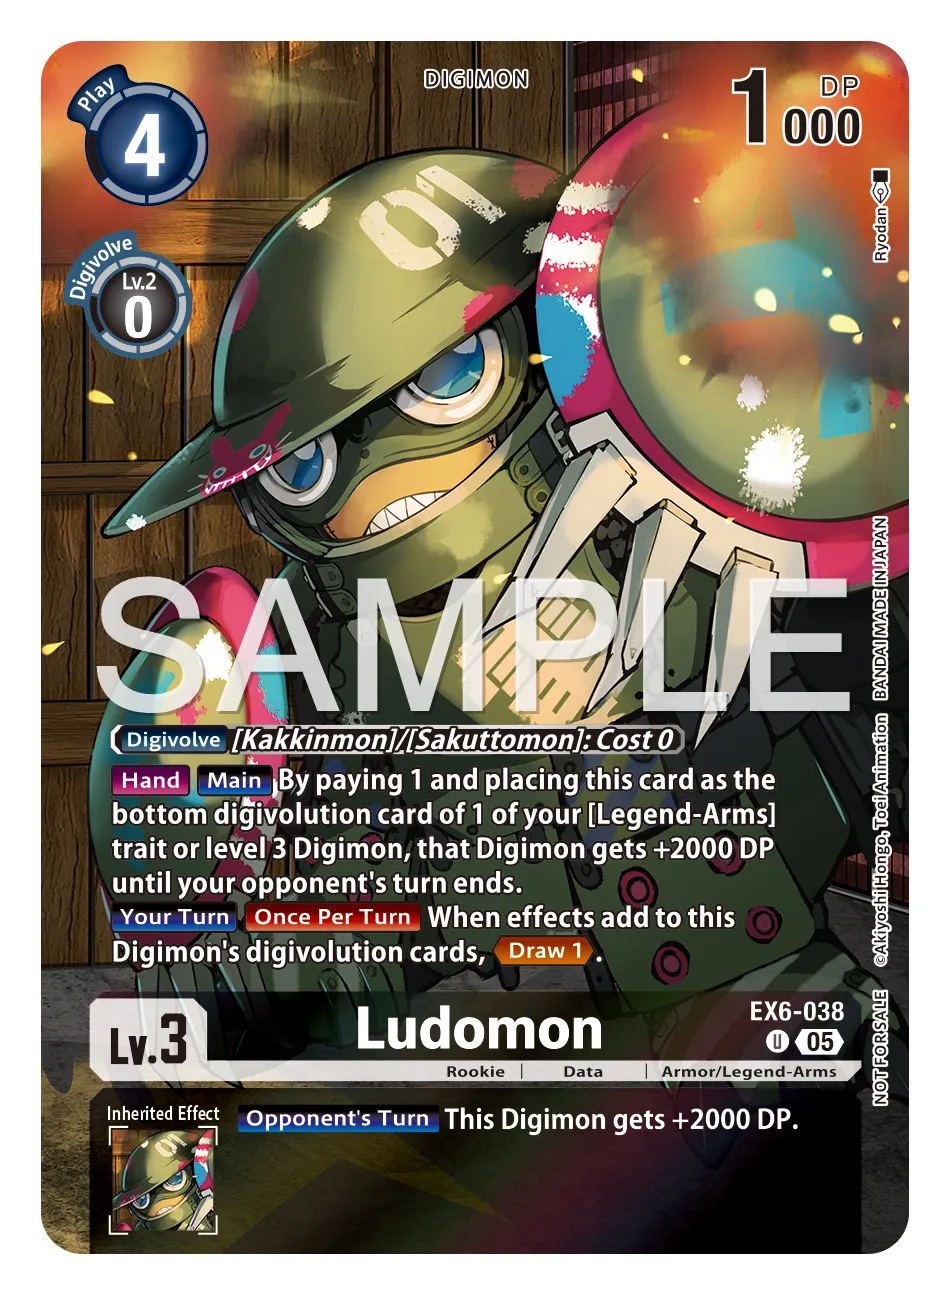 DIGIMON
Play
4
1000
DP
Digivolve
Lv.2
0
01
Ryodan
SAMPLE
Digivolve [Kakkinmon]/[Sakuttomon]: Cost 0
Hand Main By paying 1 and placing this card as the
bottom digivolution card of 1 of your [Legend-Arms]
trait or level 3 Digimon, that Digimon gets +2000 DP
until your opponent's turn ends.
Your Turn Once Per Turn When effects add to this
Digimon's digivolution cards, Draw 1.
©Akiyoshi Hongo, Toei Animation BANDAI MADE IN JAPAN
NOT FOR SALE
Lv.3
Ludomon
EX6-038
U 05
Rookie | Data | Armor/Legend-Arms
Inherited Effect
Opponent's Turn This Digimon gets +2000 DP.
01